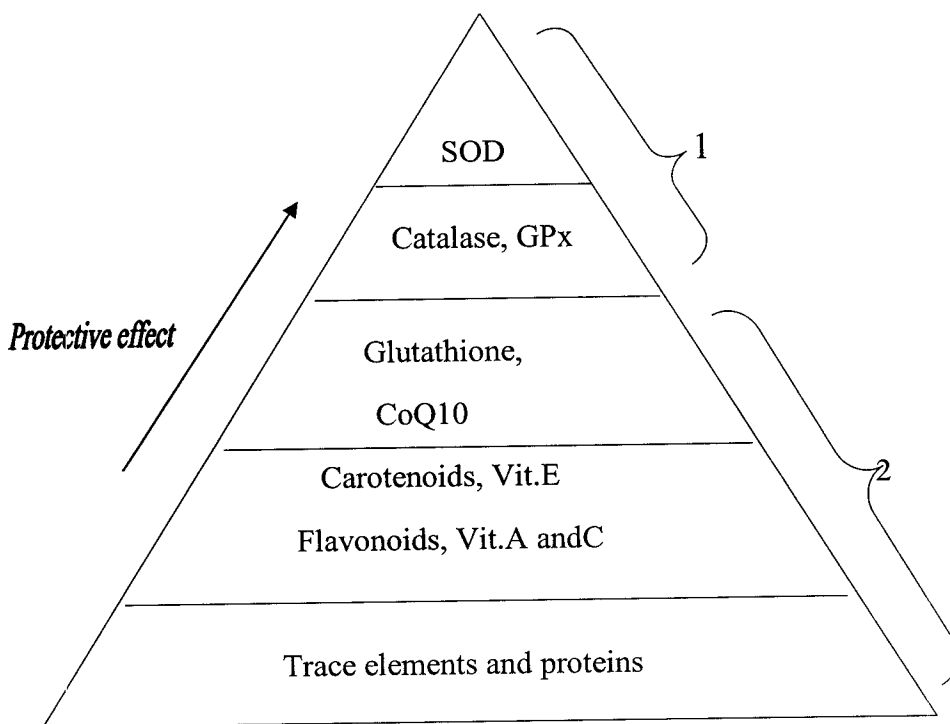 SOD
1
Catalase, GPx
Protective effect
Glutathione,
CoQ10
2
Carotenoids, Vit.E
Flavonoids, Vit.A andC
Trace elements and proteins